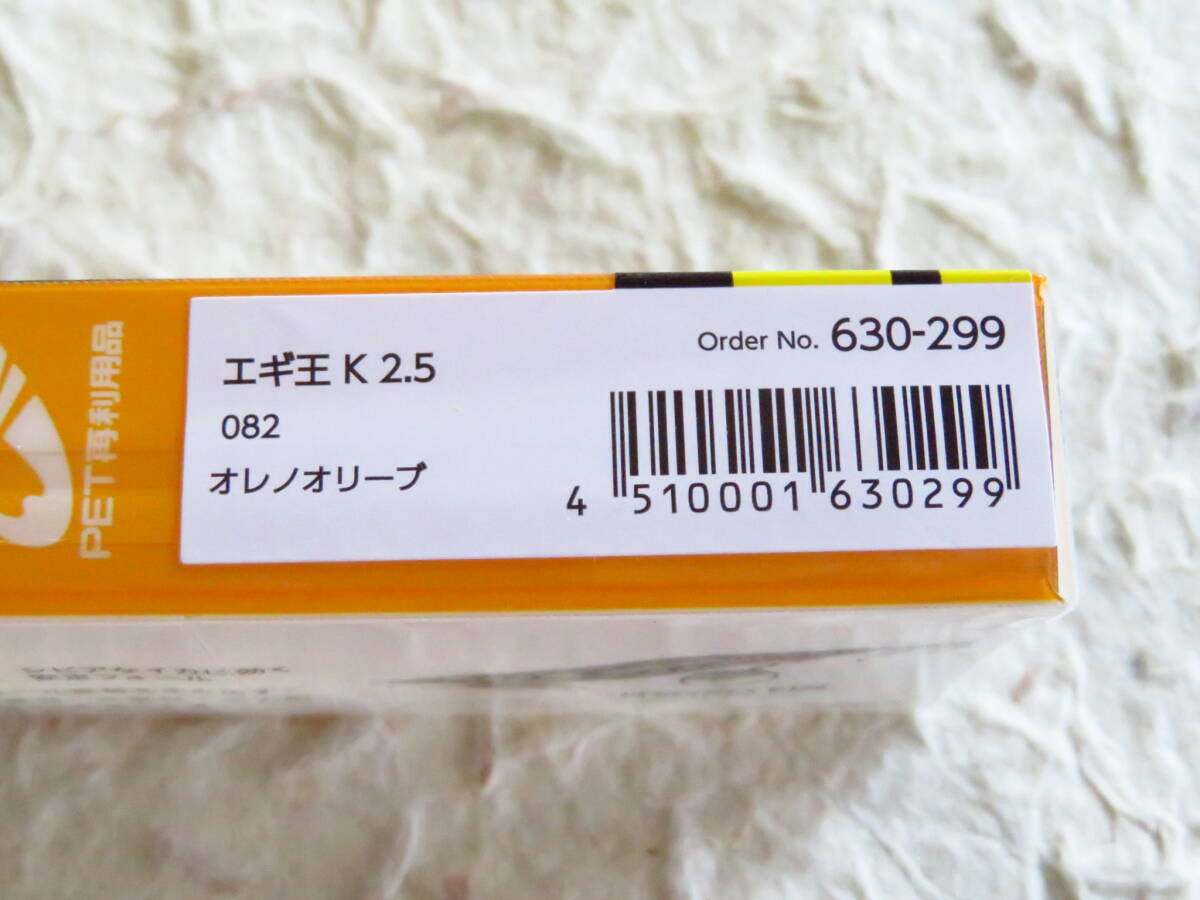 PET再利用品
エギ王 K 2.5
082
オレノオリーブ
Order No. 630-299
4 510001 630299